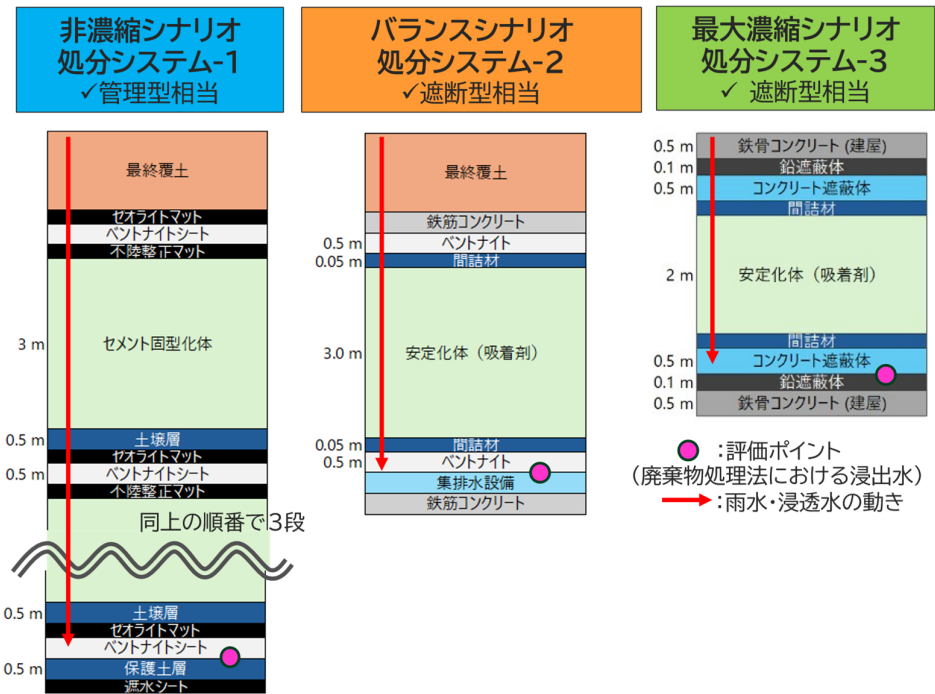 非濃縮シナリオ
処分システム-1
✓管理型相当
バランスシナリオ
処分システム-2
✓遮断型相当
最大濃縮シナリオ
処分システム-3
✓ 遮断型相当
最終覆土
ゼオライトマット
ベントナイトシート
不陸整正マット
3 m
セメント固型化体
0.5 m
土壌層
ゼオライトマット
0.5 m
ベントナイトシート
不陸整正マット
同上の順番で3段
0.5 m
土壌層
ゼオライトマット
ベントナイトシート
0.5 m
保護土層
遮水シート
最終覆土
鉄筋コンクリート
0.5 m
ベントナイト
0.05 m
間詰材
3.0 m
安定化体（吸着剤）
0.05 m
間詰材
0.5 m
ベントナイト
集排水設備
鉄筋コンクリート
0.5 m
鉄骨コンクリート (建屋)
0.1 m
鉛遮蔽体
0.5 m
コンクリート遮蔽体
間詰材
2 m
安定化体（吸着剤）
間詰材
0.5 m
コンクリート遮蔽体
0.1 m
鉛遮蔽体
0.5 m
鉄骨コンクリート (建屋)
：評価ポイント
（廃棄物処理法における浸出水）
：雨水・浸透水の動き